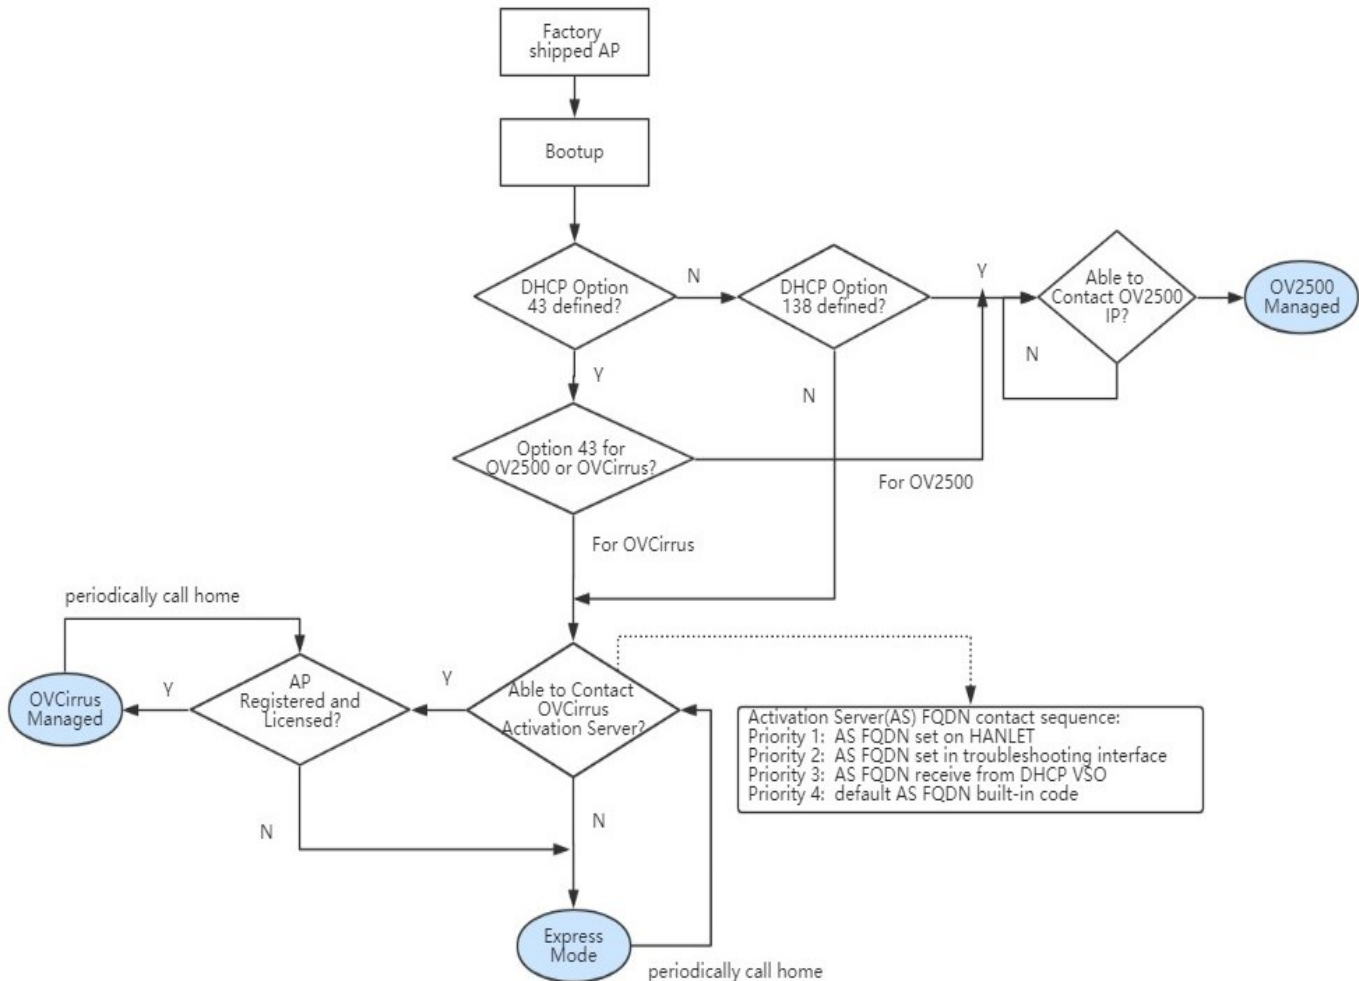 Factory
shipped AP
Bootup
DHCP Option
43 defined?
N
DHCP Option
138 defined?
Y
Able to
Contact OV2500
IP?
OV2500
Managed
N
Y
N
Option 43 for
OV2500 or OVCirrus?
For OV2500
For OVCirrus
periodically call home
AP
Registered and
Licensed?
Y
OVCirrus
Managed
Y
Able to Contact
OVCirrus
Activation Server?
Activation Server(AS) FQDN contact sequence:
Priority 1: AS FQDN set on HANLET
Priority 2: AS FQDN set in troubleshooting interface
Priority 3: AS FQDN receive from DHCP VSO
Priority 4: default AS FQDN built-in code
N
N
Express
Mode
periodically call home